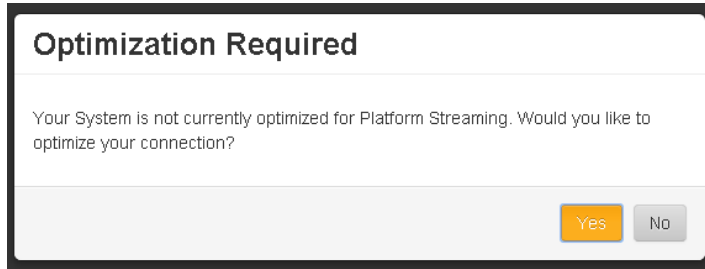 Optimization Required
Your System is not currently optimized for Platform Streaming. Would you like to
optimize your connection?
Yes No